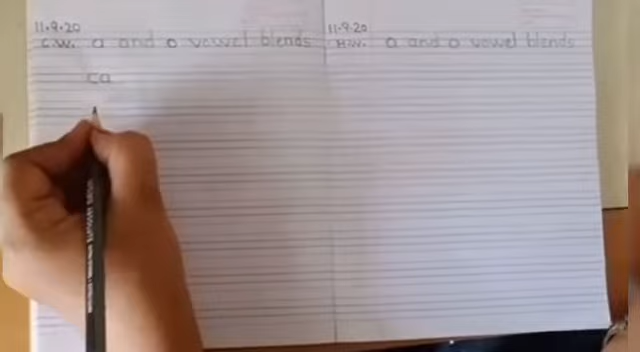 11.9.20
C.W. a and o vowel blends
ca
11.9.20
H.W. a and o vowel blends